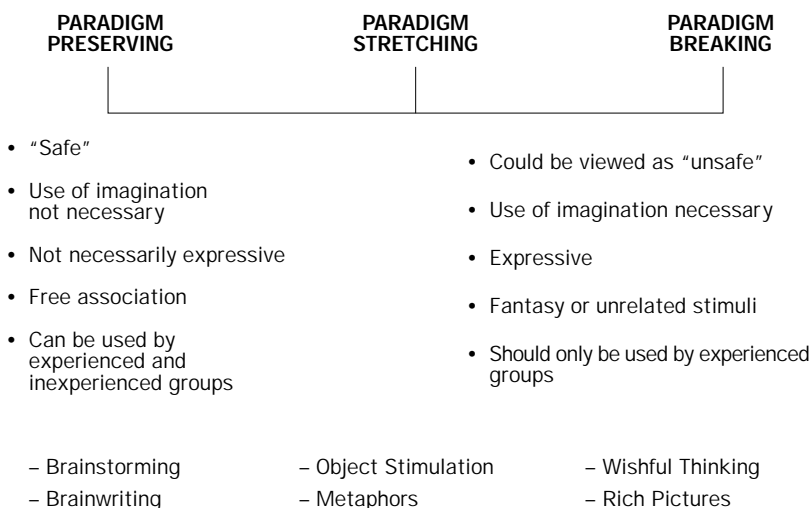 PARADIGM
PRESERVING
PARADIGM
STRETCHING
PARADIGM
BREAKING
• “Safe”
• Use of imagination
not necessary
• Not necessarily expressive
• Free association
• Can be used by
experienced and
inexperienced groups
• Could be viewed as “unsafe”
• Use of imagination necessary
• Expressive
• Fantasy or unrelated stimuli
• Should only be used by experienced
groups
– Brainstorming
– Brainwriting
– Object Stimulation
– Metaphors
– Wishful Thinking
– Rich Pictures